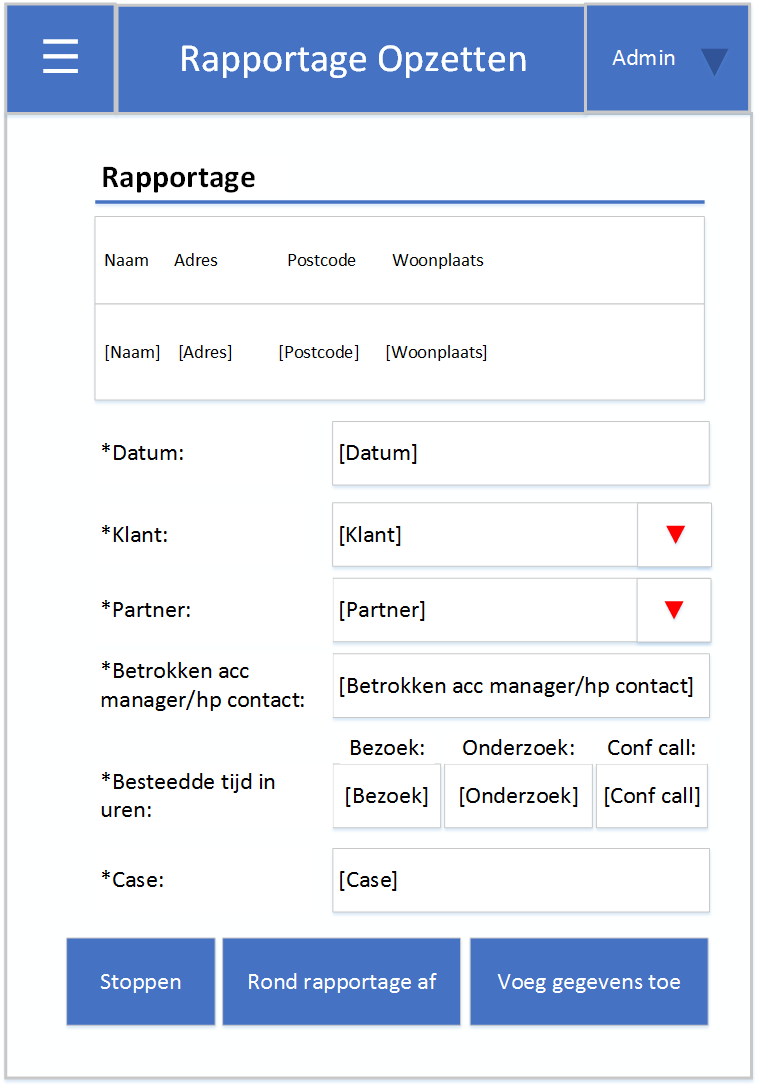 Rapportage Opzetten
Admin
Rapportage
Naam Adres Postcode Woonplaats
[Naam] [Adres] [Postcode] [Woonplaats]
*Datum: [Datum]
*Klant: [Klant]
*Partner: [Partner]
*Betrokken acc
manager/hp contact:
[Betrokken acc manager/hp contact]
Bezoek: Onderzoek: Conf call:
*Besteedde tijd in
uren:
[Bezoek] [Onderzoek] [Conf call]
*Case: [Case]
Stoppen Rond rapportage af Voeg gegevens toe